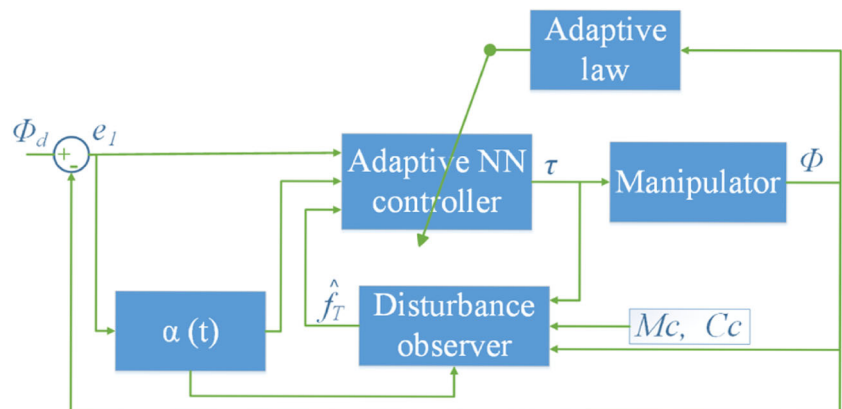 Adaptive
law
Φd
+
-
e1
Adaptive NN
controller
τ
Manipulator
Φ
α (t)
f̂T
Disturbance
observer
Mc, Cc